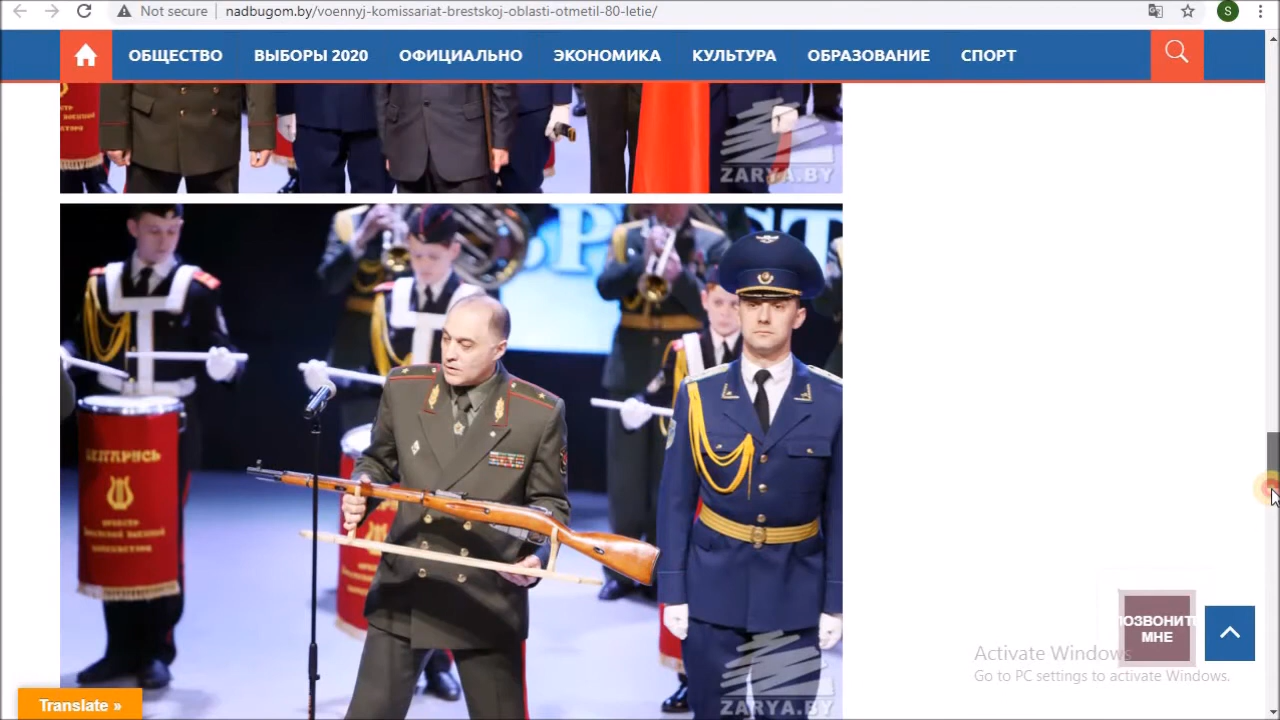 Not secure
nadbugom.by/voennyj-komissariat-brestskoj-oblasti-otmetil-80-letie/
S
ОБЩЕСТВО ВЫБОРЫ 2020 ОФИЦИАЛЬНО ЭКОНОМИКА КУЛЬТУРА ОБРАЗОВАНИЕ СПОРТ
ZARYA.BY
БЕЛАРУСЬ
ZARYA.BY
ПОЗВОНИТЬ
МНЕ
Activate Windows
Go to PC settings to activate Windows.
Translate »